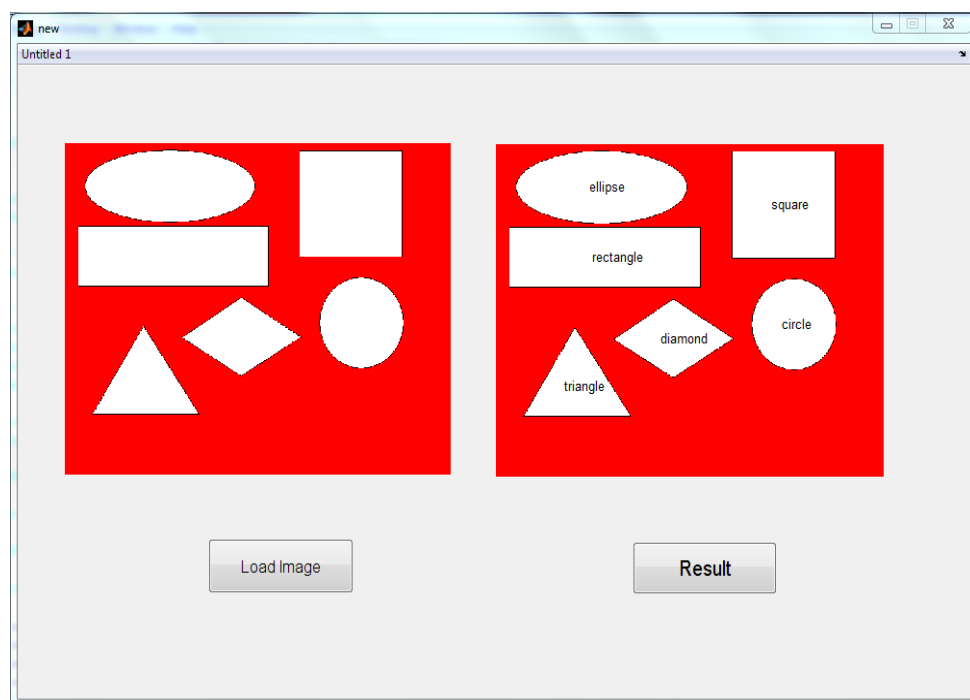 new
Untitled 1
ellipse
square
rectangle
circle
diamond
triangle
Load Image
Result